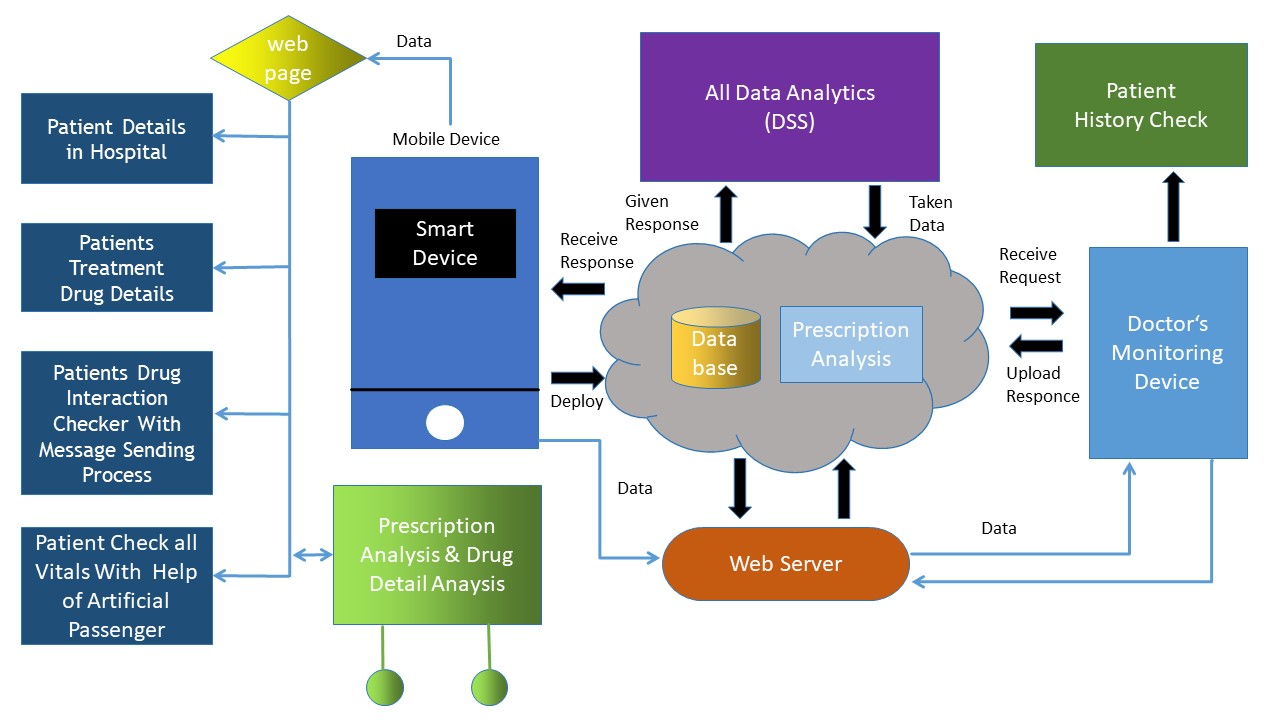 web
page
Data
Mobile Device
Patient Details
in Hospital
Patients
Treatment
Drug Details
Patients Drug
Interaction
Checker With
Message Sending
Process
Patient Check all
Vitals With Help
of Artificial
Passenger
Smart
Device
Prescription
Analysis & Drug
Detail Anaysis
All Data Analytics
(DSS)
Given
Response
Taken
Data
Receive
Response
Deploy
Data
base
Prescription
Analysis
Data
Web Server
Data
Receive
Request
Upload
Responce
Patient
History Check
Doctor‘s
Monitoring
Device